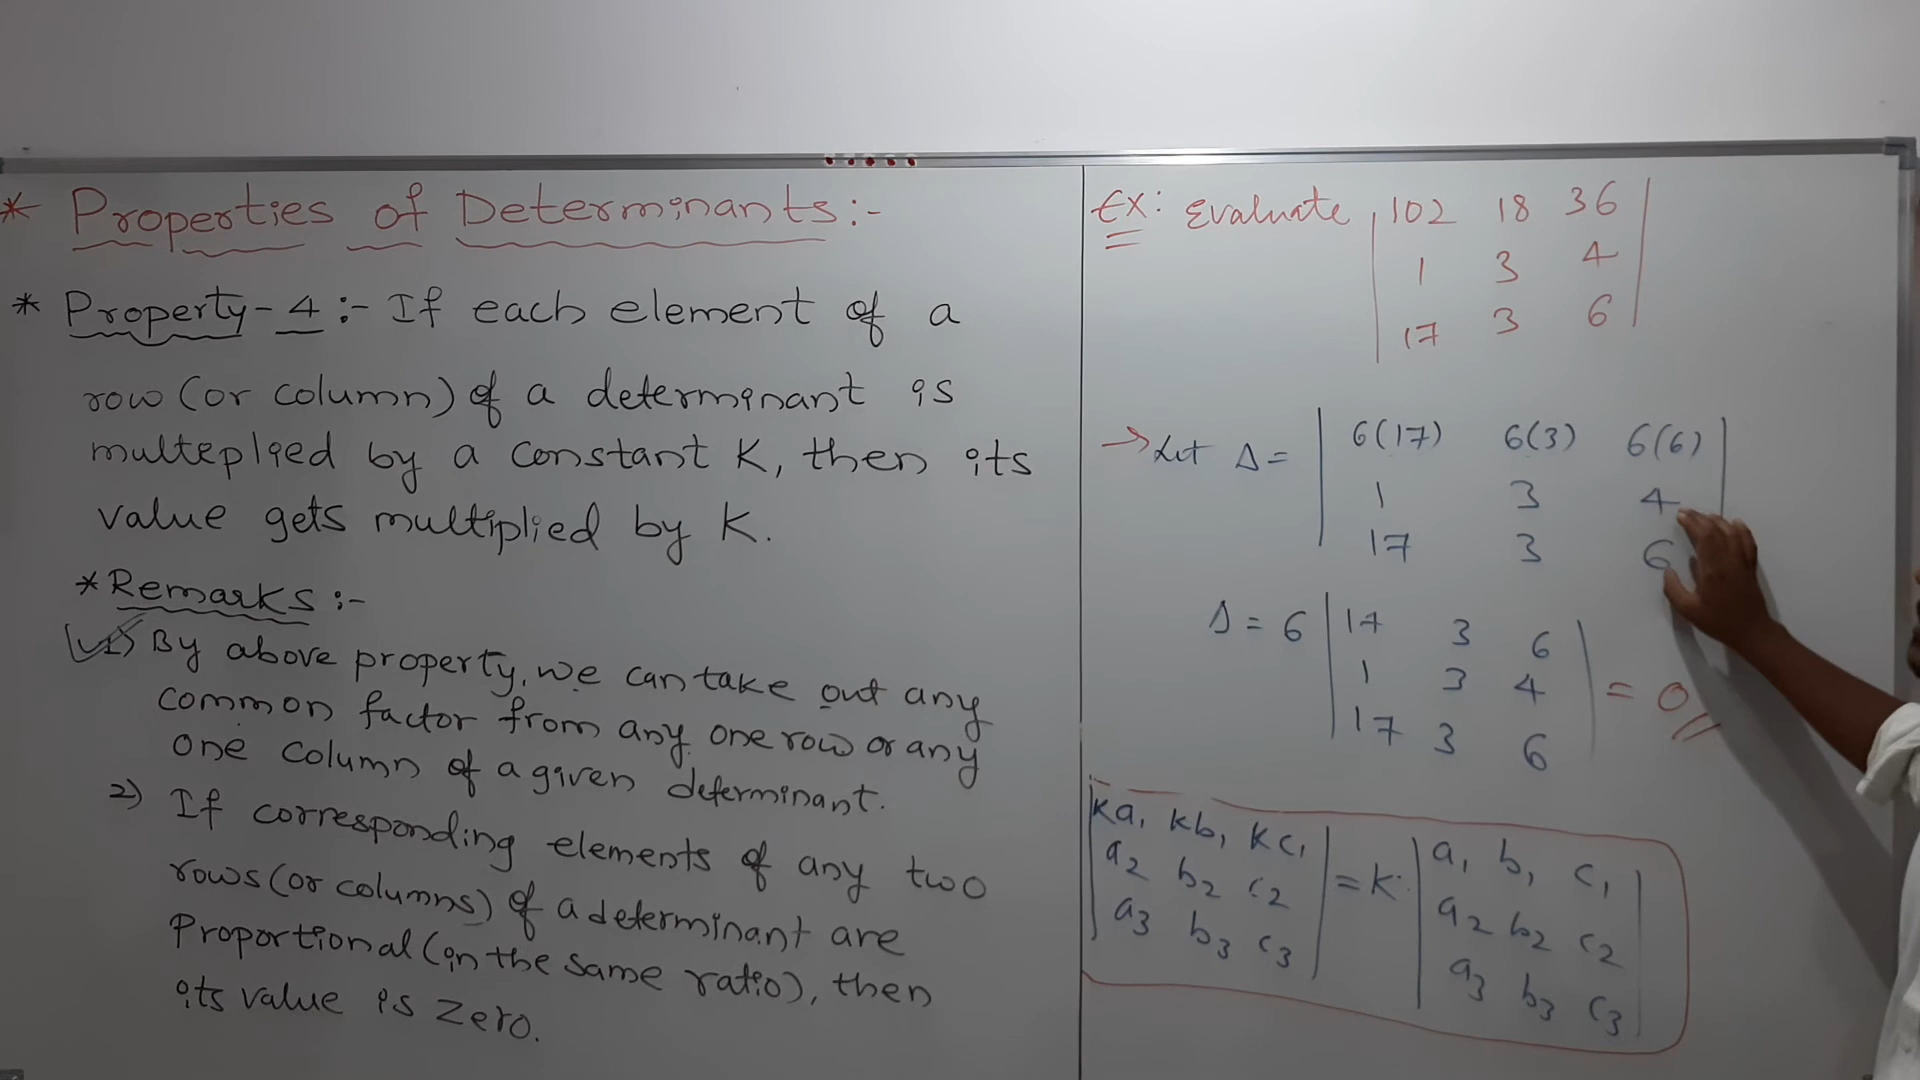 * Properties of Determinants:-
* Property-4:- If each element of a
row (or column) of a determinant is
multeplied by a constant K, then its
value gets multiplied by K.
* Remarks:-
1) By above property, we can take out any
common factor from any one row or any
one column of a given determinant.
2) If corresponding elements of any two
rows (or columns) of a determinant are
Proportional (in the same ratio), then
its value is Zero.
Ex: Evaluate | 102 18 36 |
1 3 4
17 3 6
→ Let Δ = | 6(17) 6(3) 6(6) |
1 3 4
17 3 6
Δ = 6 | 17 3 6 |
1 3 4 = 0
17 3 6
| ka₁ kb₁ kc₁ | = K. | a₁ b₁ c₁ |
a₂ b₂ c₂ a₂ b₂ c₂
a₃ b₃ c₃ a₃ b₃ c₃